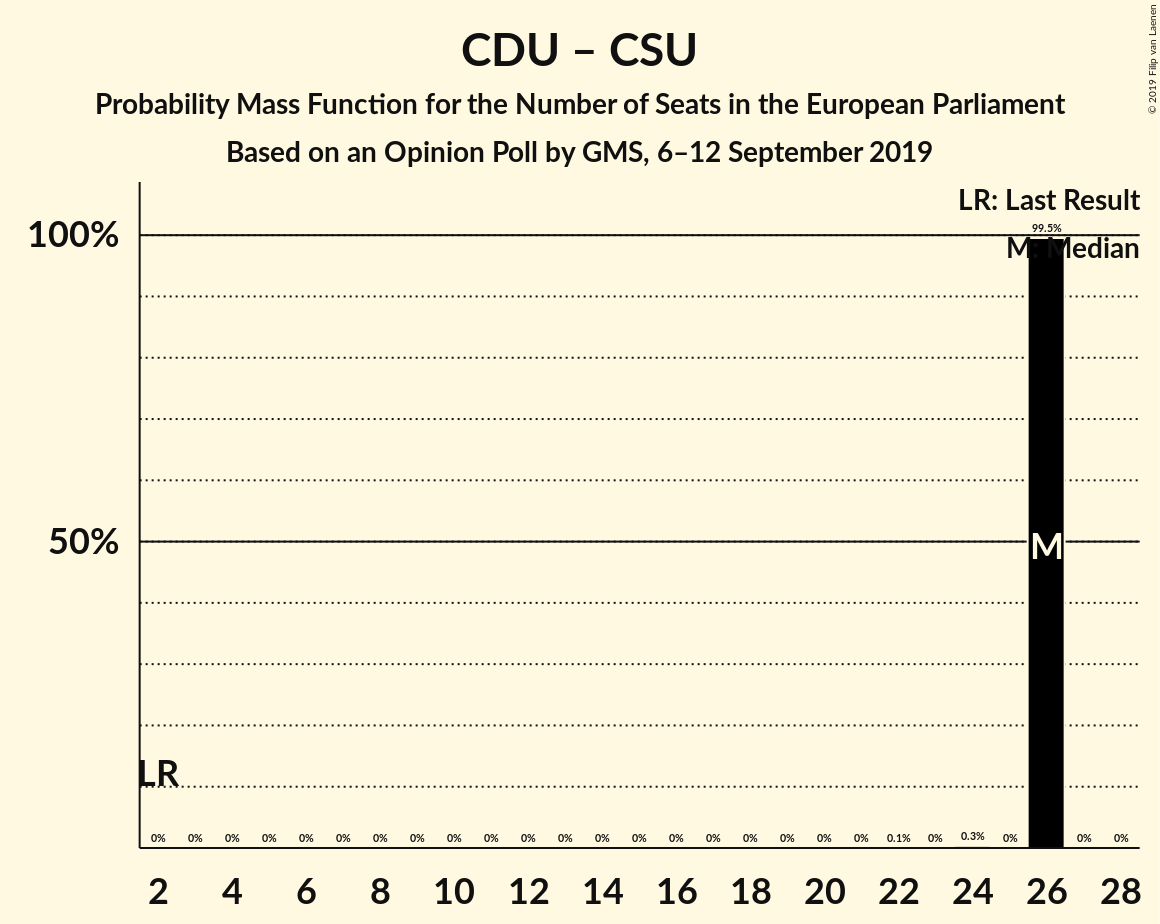 CDU – CSU
Probability Mass Function for the Number of Seats in the European Parliament
Based on an Opinion Poll by GMS, 6–12 September 2019
© 2019 Filip van Laenen
LR: Last Result
M: Median
100%
50%
99.5%
M
LR
0% 0% 0% 0% 0% 0% 0% 0% 0% 0% 0% 0% 0% 0% 0% 0% 0% 0% 0% 0% 0.1% 0% 0.3% 0% 0% 0%
2 4 6 8 10 12 14 16 18 20 22 24 26 28